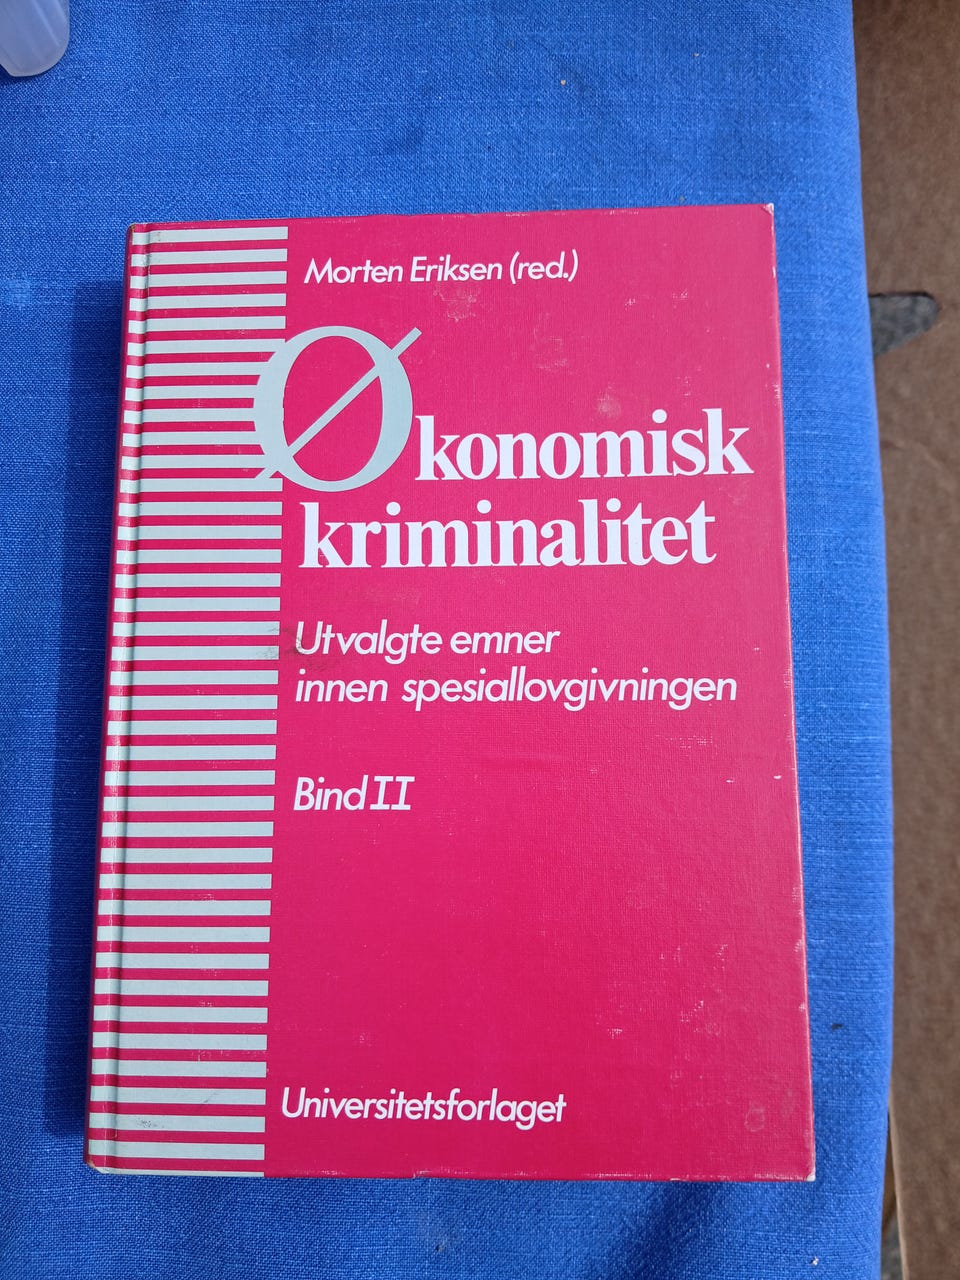 Morten Eriksen (red.)
Økonomisk
kriminalitet
Utvalgte emner
innen spesiallovgivningen
Bind II
Universitetsforlaget